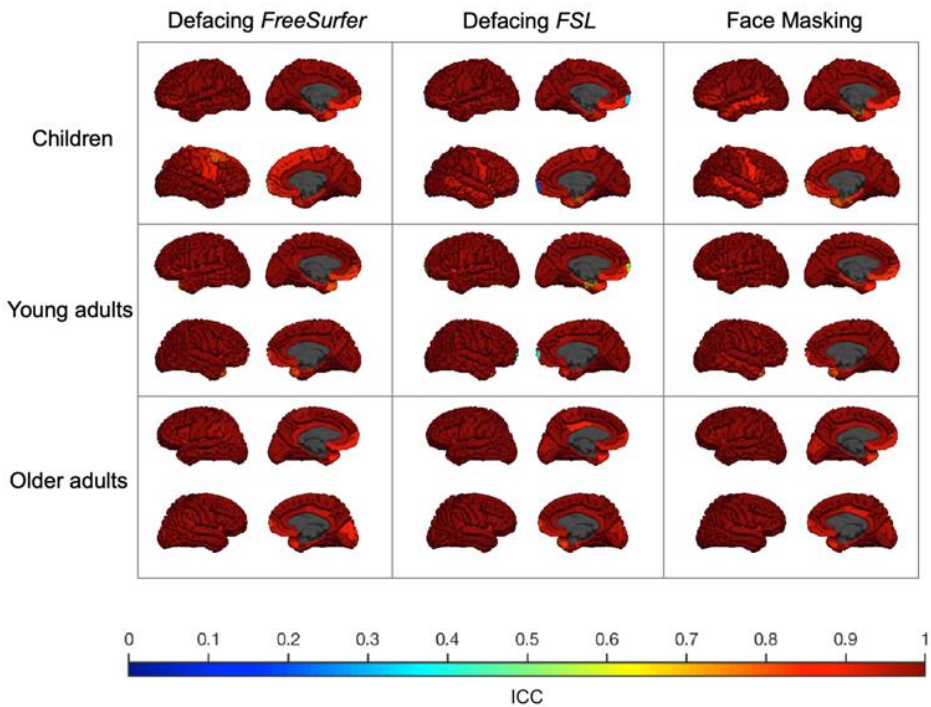 Defacing FreeSurfer Defacing FSL Face Masking
Children
Young adults
Older adults
0 0.1 0.2 0.3 0.4 0.5 0.6 0.7 0.8 0.9 1
ICC